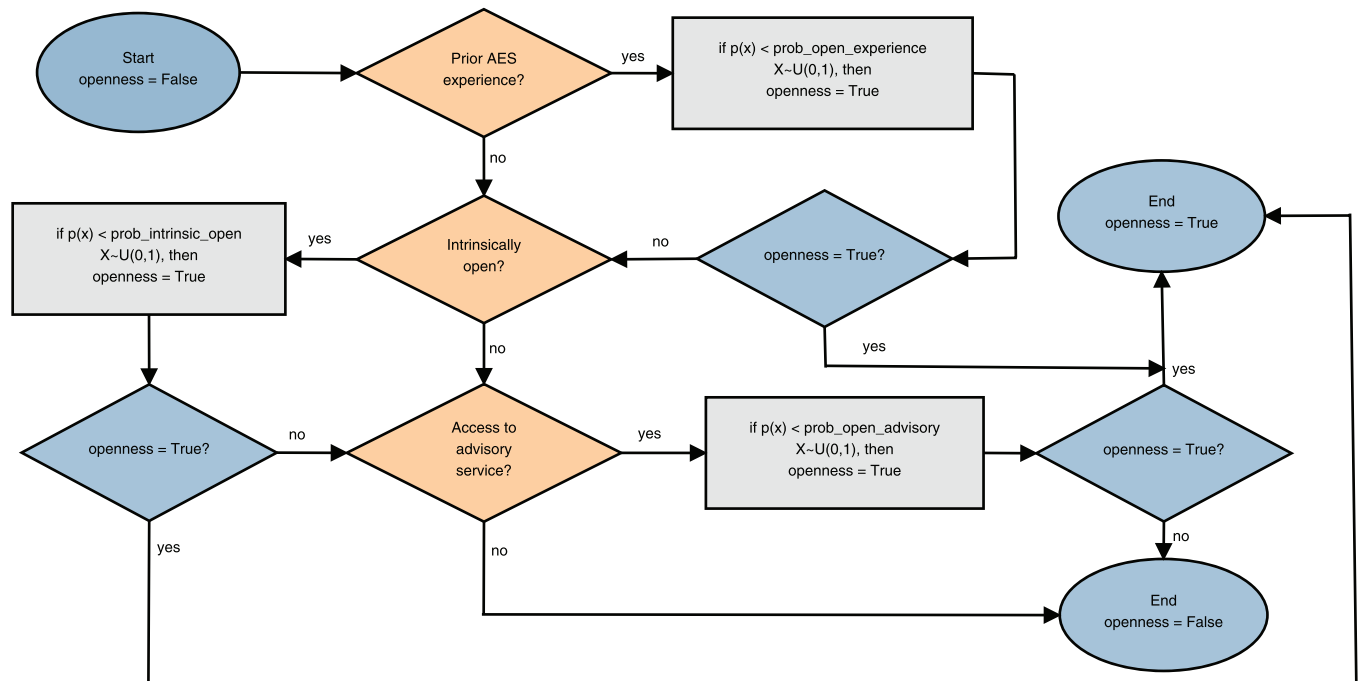 Start
openness = False
Prior AES
experience?
yes
if p(x) < prob_open_experience
X~U(0,1), then
openness = True
no
End
openness = True
if p(x) < prob_intrinsic_open
X~U(0,1), then
openness = True
yes
Intrinsically
open?
no
openness = True?
no
yes
yes
openness = True?
no
Access to
advisory
service?
yes
if p(x) < prob_open_advisory
X~U(0,1), then
openness = True
openness = True?
yes
no
no
End
openness = False